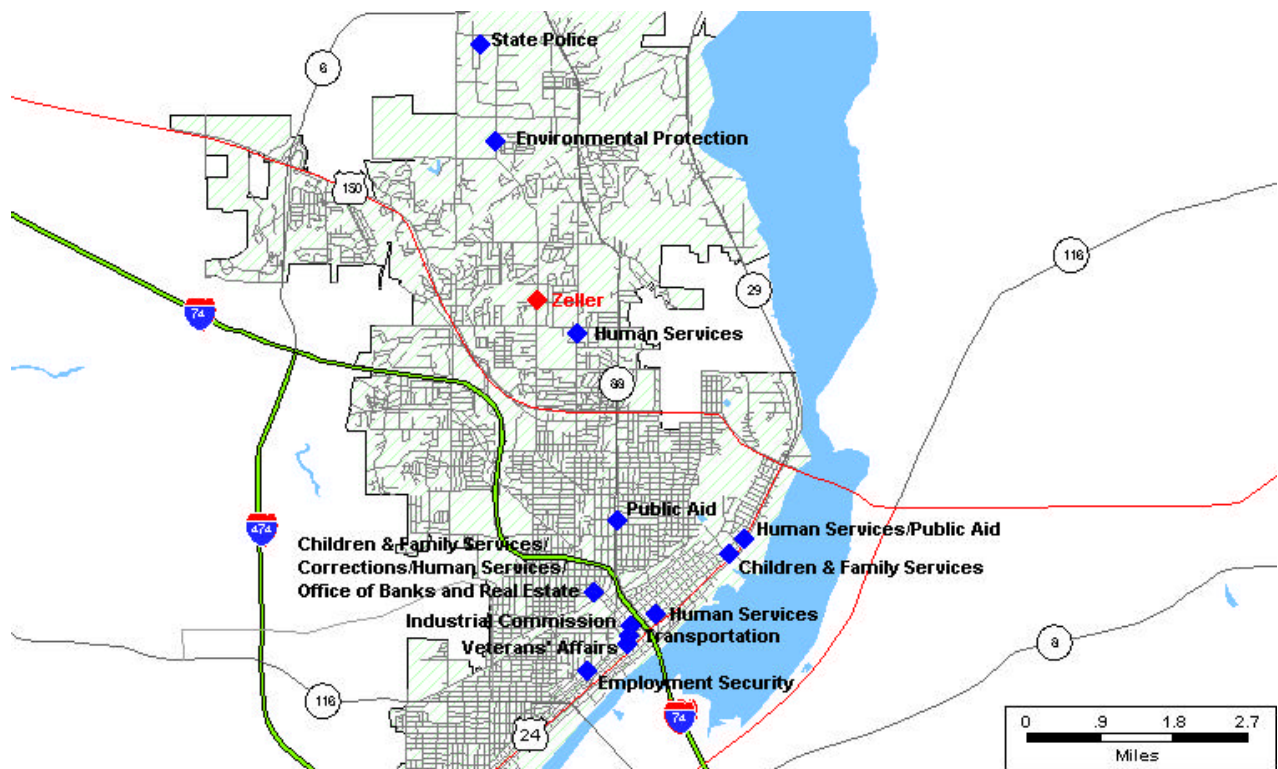 State Police
6
Environmental Protection
150
116
29
74
Zeller
Human Services
88
Public Aid
474
Human Services/Public Aid
Children & Family Services/
Corrections/Human Services/
Office of Banks and Real Estate
Children & Family Services
Human Services
Industrial Commission
Transportation
Veterans' Affairs
8
Employment Security
116
74
24
0 .9 1.8 2.7
Miles